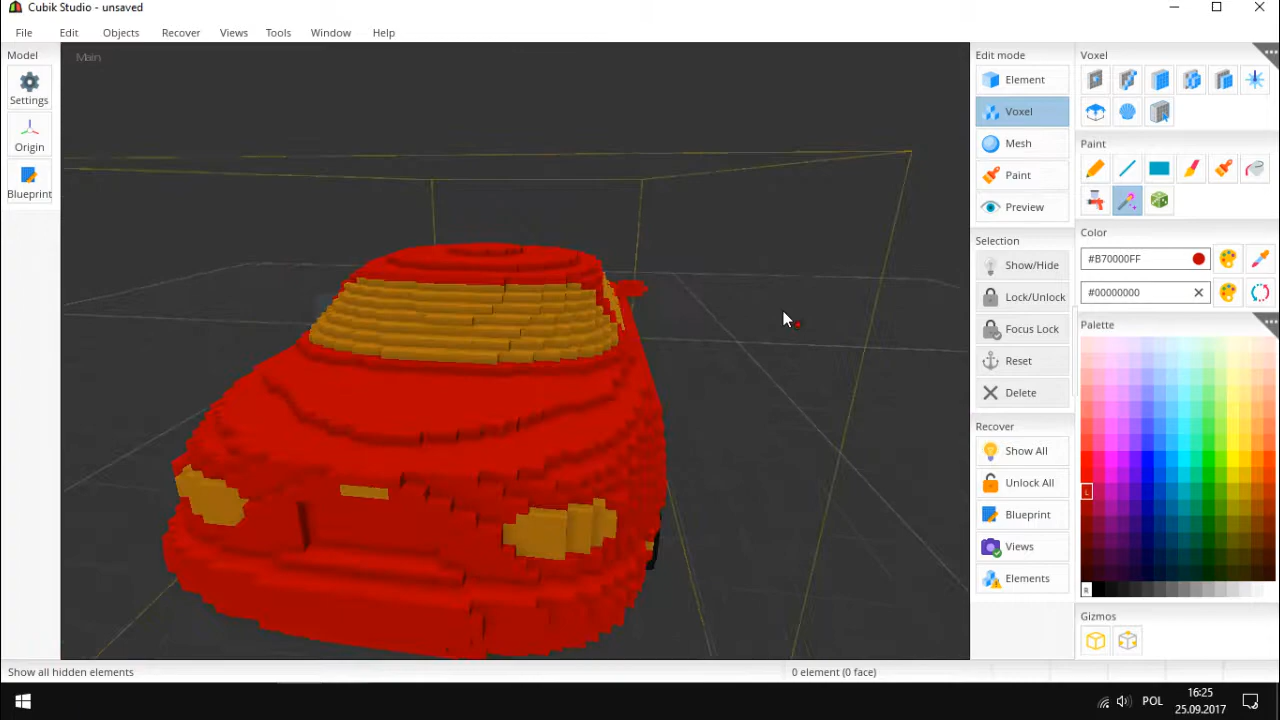 Cubik Studio - unsaved
File Edit Objects Recover Views Tools Window Help
Model
Settings
Origin
Blueprint
Main
Edit mode
Element
Voxel
Mesh
Paint
Preview
Selection
Show/Hide
Lock/Unlock
Focus Lock
Reset
Delete
Recover
Show All
Unlock All
Blueprint
Views
Elements
Voxel
Paint
Color
#B70000FF
#00000000
Palette
L
R
Gizmos
Show all hidden elements
0 element (0 face)
POL
16:25
25.09.2017